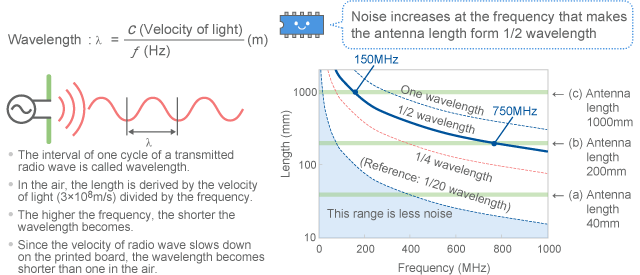 Noise increases at the frequency that makes
the antenna length form 1/2 wavelength
Wavelength : λ = c (Velocity of light) / f (Hz) (m)
λ
• The interval of one cycle of a transmitted
radio wave is called wavelength.
• In the air, the length is derived by the velocity
of light (3×10⁸m/s) divided by the frequency.
• The higher the frequency, the shorter the
wavelength becomes.
• Since the velocity of radio wave slows down
on the printed board, the wavelength becomes
shorter than one in the air.
150MHz
750MHz
One wavelength
1/2 wavelength
1/4 wavelength
(Reference: 1/20 wavelength)
This range is less noise
Length (mm)
1000
100
10
0
200
400
600
800
1000
Frequency (MHz)
(c) Antenna
length
1000mm
(b) Antenna
length
200mm
(a) Antenna
length
40mm